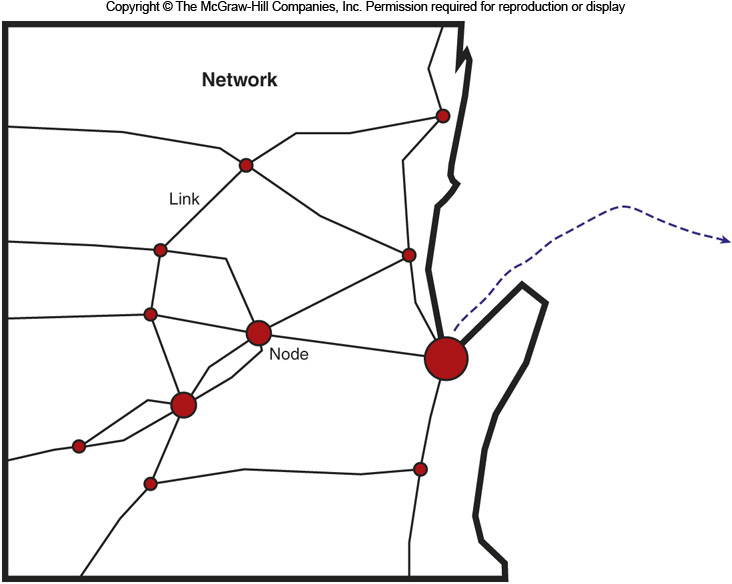 Copyright © The McGraw-Hill Companies, Inc. Permission required for reproduction or display
Network
Link
Node